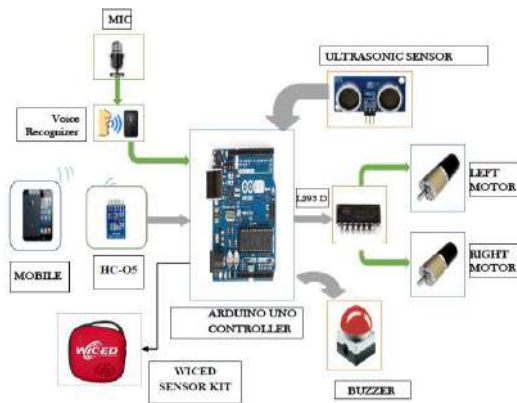 MIC
ULTRASONIC SENSOR
Voice
Recognizer
L293 D
LEFT
MOTOR
MOBILE
HC-O5
RIGHT
MOTOR
ARDUINO UNO
CONTROLLER
WICED
WICED
SENSOR KIT
BUZZER